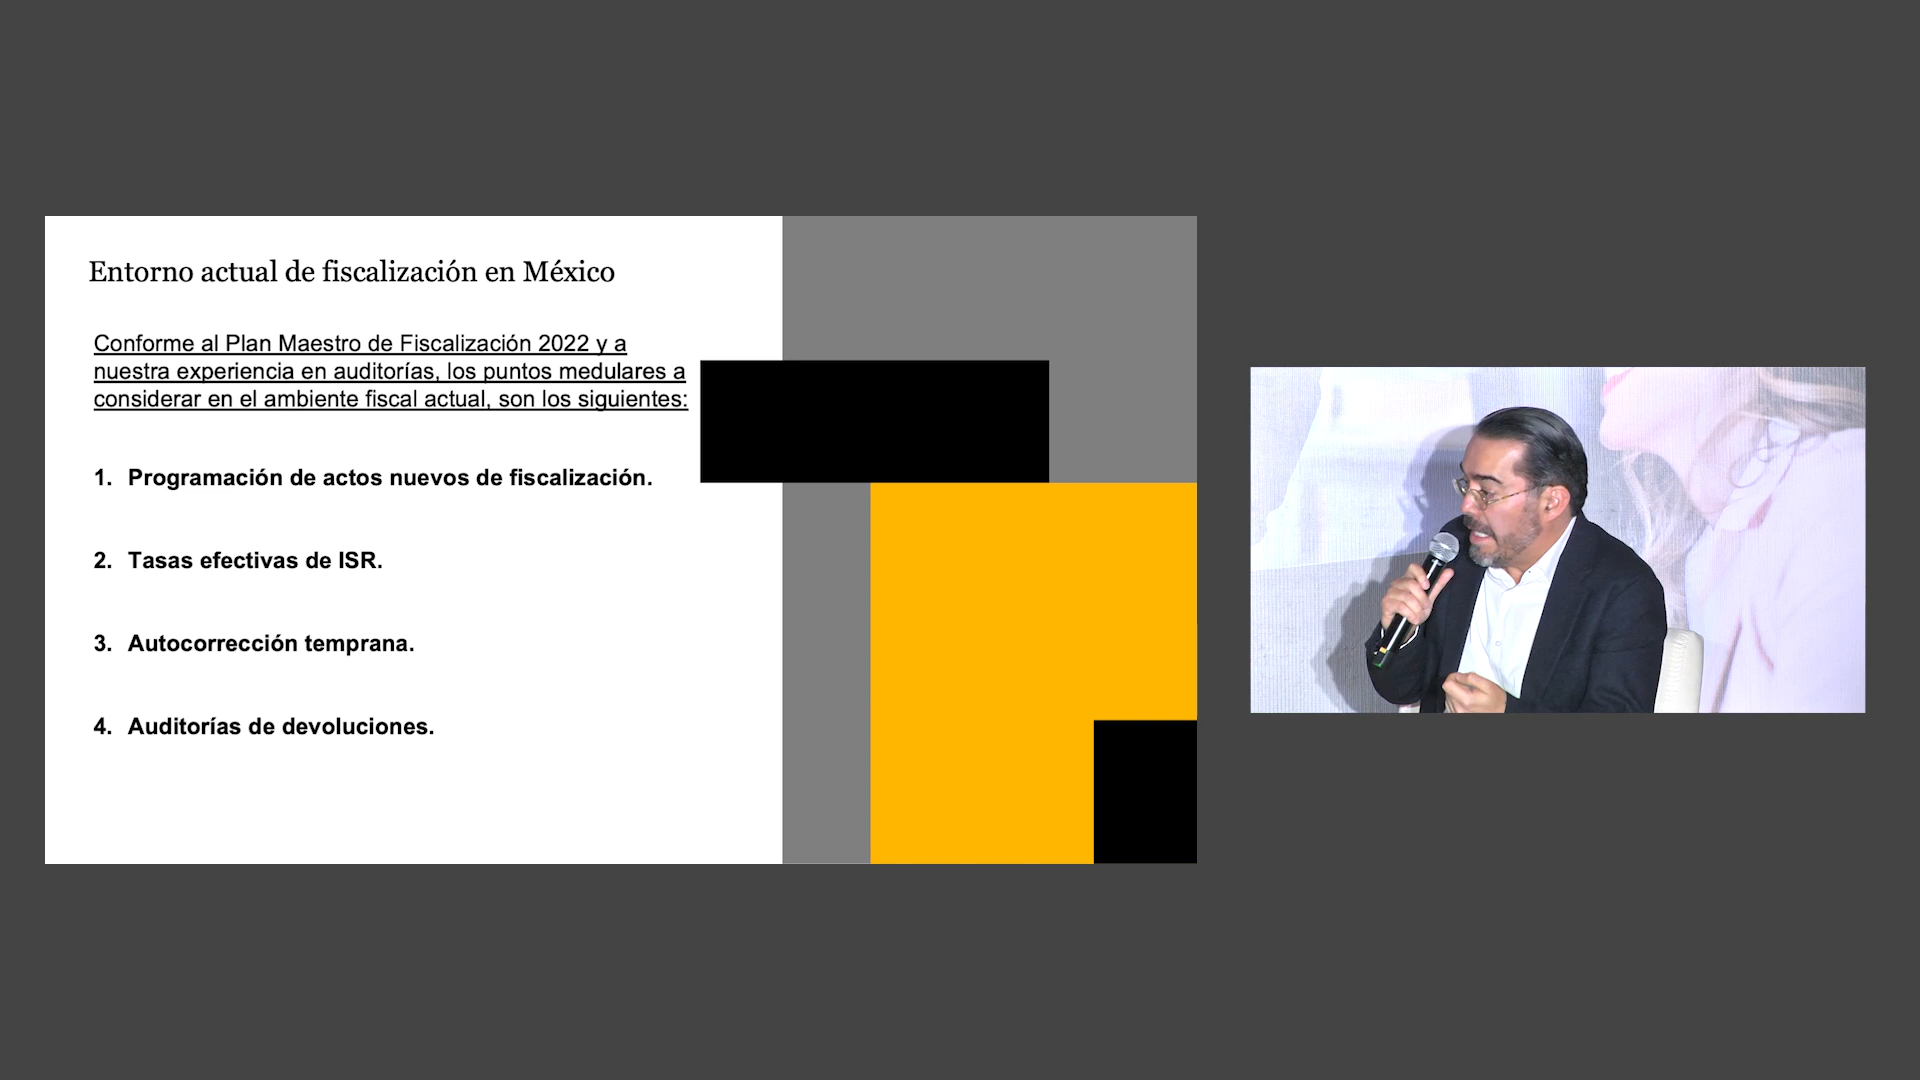 Entorno actual de fiscalización en México
Conforme al Plan Maestro de Fiscalización 2022 y a
nuestra experiencia en auditorías, los puntos medulares a
considerar en el ambiente fiscal actual, son los siguientes:
1. Programación de actos nuevos de fiscalización.
2. Tasas efectivas de ISR.
3. Autocorrección temprana.
4. Auditorías de devoluciones.